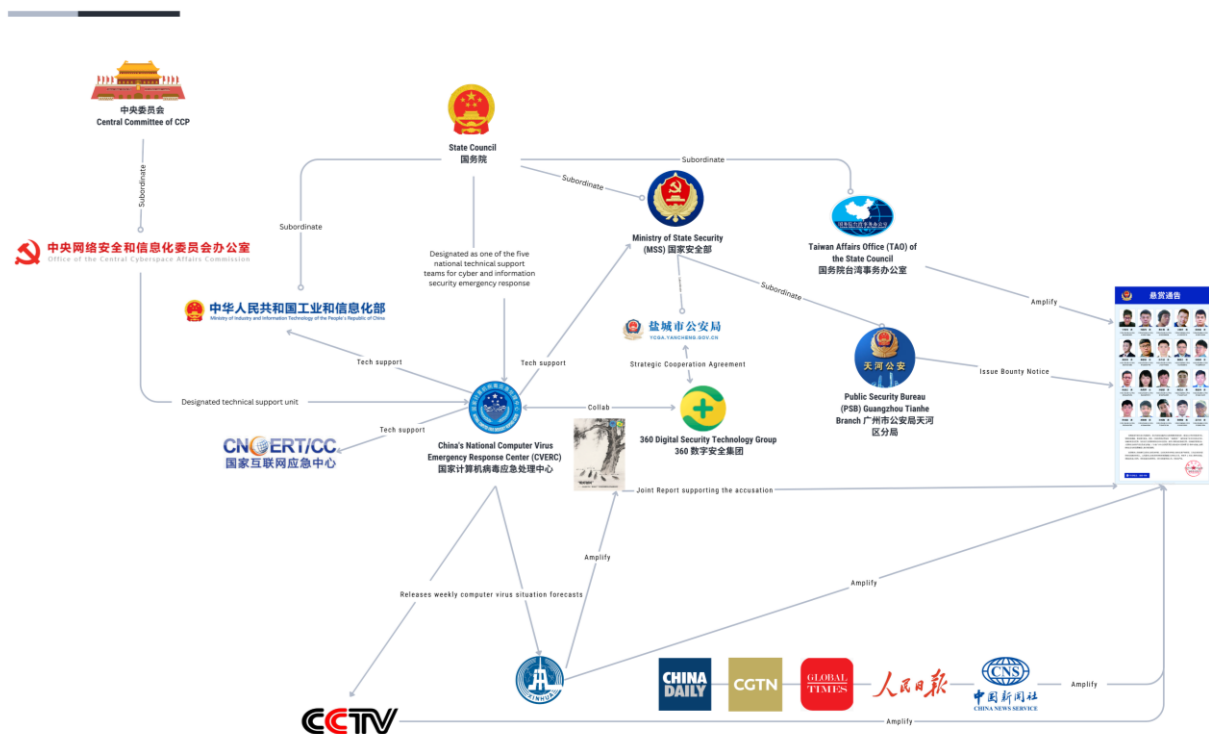 中央委员会
Central Committee of CCP
State Council
国务院
Subordinate
Subordinate
Subordinate
Subordinate
中央网络安全和信息化委员会办公室
Office of the Central Cyberspace Affairs Commission
Ministry of State Security
(MSS) 国家安全部
Taiwan Affairs Office (TAO) of
the State Council
国务院台湾事务办公室
Designated as one of the five
national technical support
teams for cyber and information
security emergency response
中华人民共和国工业和信息化部
Ministry of Industry and Information Technology of the People's Republic of China
Subordinate
Amplify
悬赏通告
盐城市公安局
YCGA.YANCHENG.GOV.CN
天河公安
Tech support
Tech support
Strategic Cooperation Agreement
Issue Bounty Notice
Designated technical support unit
Collab
Public Security Bureau
(PSB) Guangzhou Tianhe
Branch 广州市公安局天河
区分局
Tech support
CNCERT/CC
国家互联网应急中心
China's National Computer Virus
Emergency Response Center (CVERC)
国家计算机病毒应急处理中心
360 Digital Security Technology Group
360 数字安全集团
Joint Report supporting the accusation
Amplify
Amplify
Releases weekly computer virus situation forecasts
XINHUA
CHINA
DAILY
CGTN
GLOBAL
TIMES
人民日报
CNS
中国新闻社
CHINA NEWS SERVICE
Amplify
CCTV
Amplify